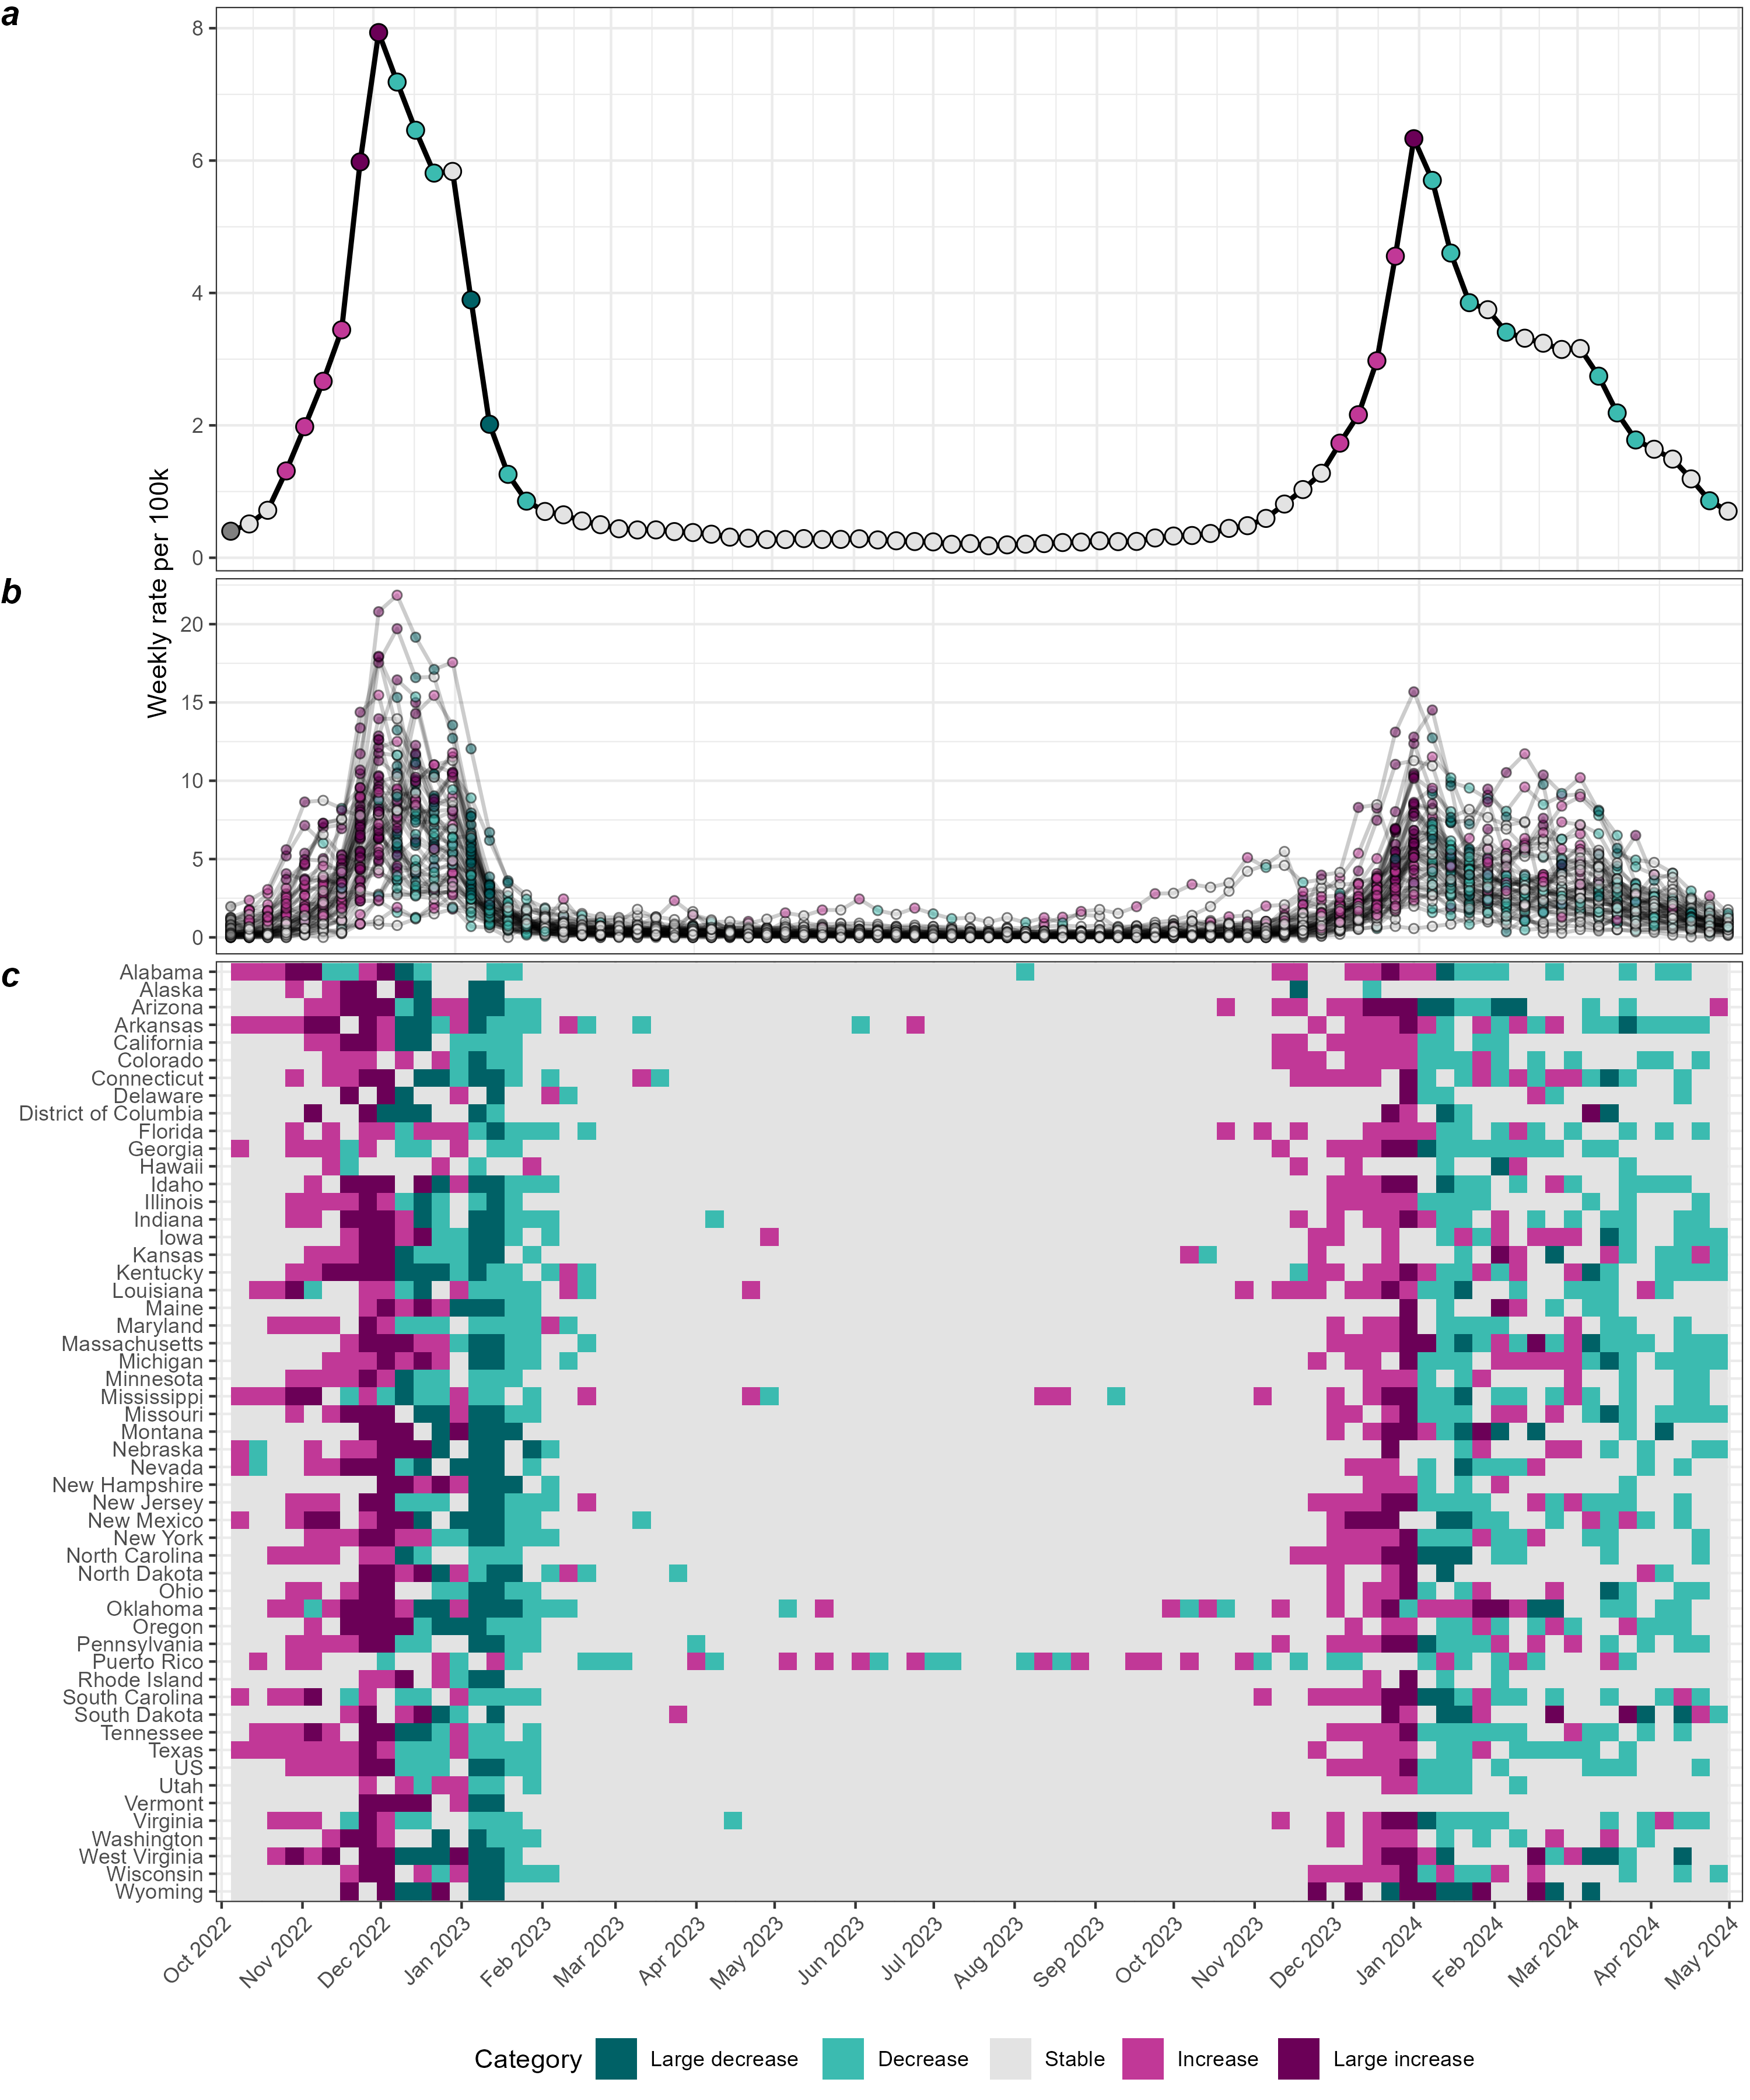 a
8
6
4
2
0
Weekly rate per 100k
b
20
15
10
5
0
c
Alabama
Alaska
Arizona
Arkansas
California
Colorado
Connecticut
Delaware
District of Columbia
Florida
Georgia
Hawaii
Idaho
Illinois
Indiana
Iowa
Kansas
Kentucky
Louisiana
Maine
Maryland
Massachusetts
Michigan
Minnesota
Mississippi
Missouri
Montana
Nebraska
Nevada
New Hampshire
New Jersey
New Mexico
New York
North Carolina
North Dakota
Ohio
Oklahoma
Oregon
Pennsylvania
Puerto Rico
Rhode Island
South Carolina
South Dakota
Tennessee
Texas
US
Utah
Vermont
Virginia
Washington
West Virginia
Wisconsin
Wyoming
Oct 2022
Nov 2022
Dec 2022
Jan 2023
Feb 2023
Mar 2023
Apr 2023
May 2023
Jun 2023
Jul 2023
Aug 2023
Sep 2023
Oct 2023
Nov 2023
Dec 2023
Jan 2024
Feb 2024
Mar 2024
Apr 2024
May 2024
Category Large decrease Decrease Stable Increase Large increase